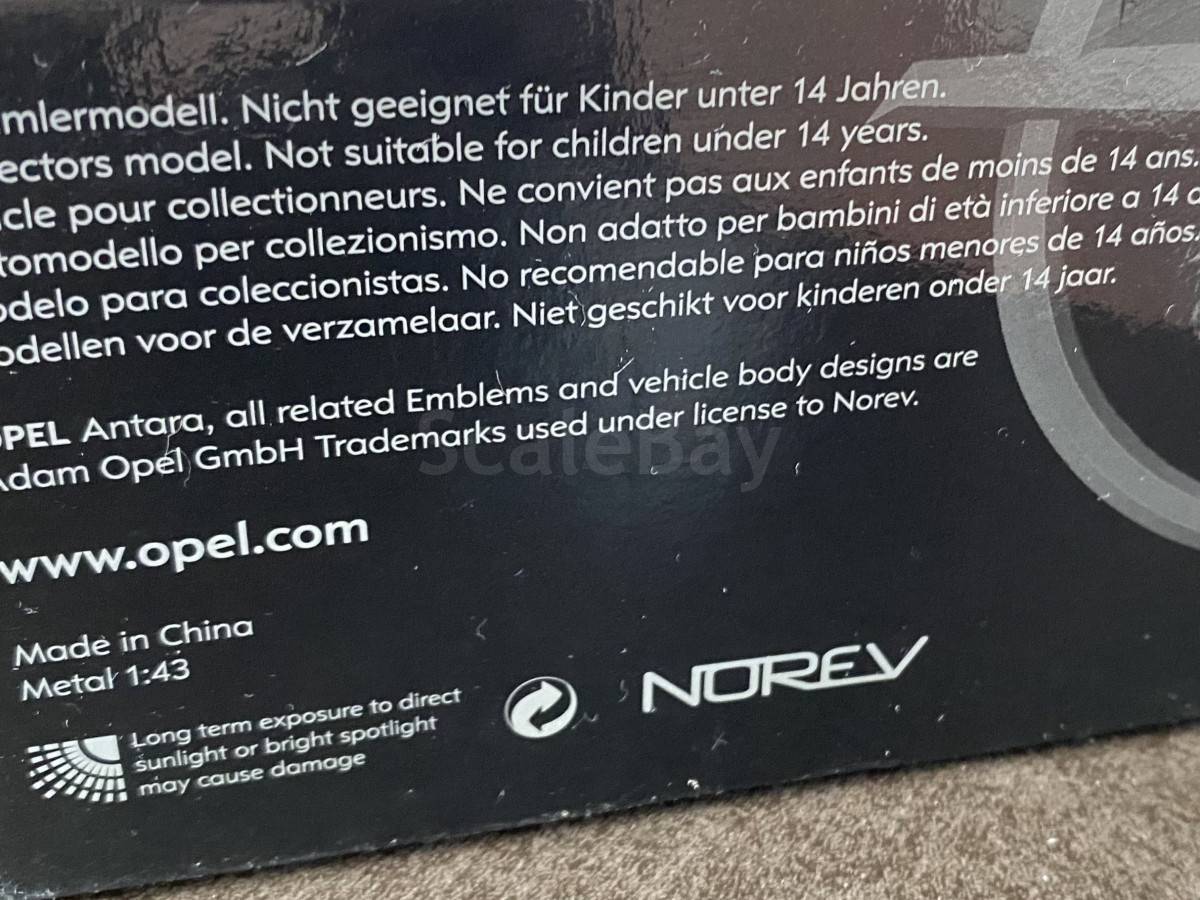 mlermodell. Nicht geeignet für Kinder unter 14 Jahren.
ectors model. Not suitable for children under 14 years.
cle pour collectionneurs. Ne convient pas aux enfants de moins de 14 ans.
tomodello per collezionismo. Non adatto per bambini di età inferiore a 14 a
odelo para coleccionistas. No recomendable para niños menores de 14 años.
odellen voor de verzamelaar. Niet geschikt voor kinderen onder 14 jaar.
OPEL Antara, all related Emblems and vehicle body designs are
Adam Opel GmbH Trademarks used under license to Norev.
ScaleBay
www.opel.com
Made in China
Metal 1:43
Long term exposure to direct
sunlight or bright spotlight
may cause damage
NOREV